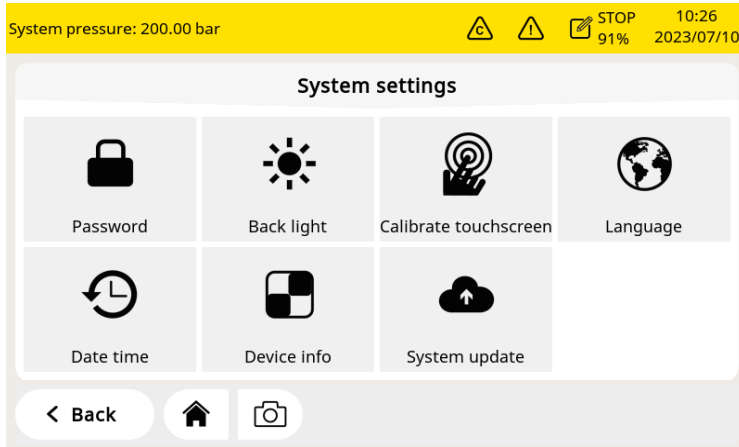 System pressure: 200.00 bar
C
!
STOP
91%
10:26
2023/07/10
System settings
Password
Back light
Calibrate touchscreen
Language
Date time
Device info
System update
< Back